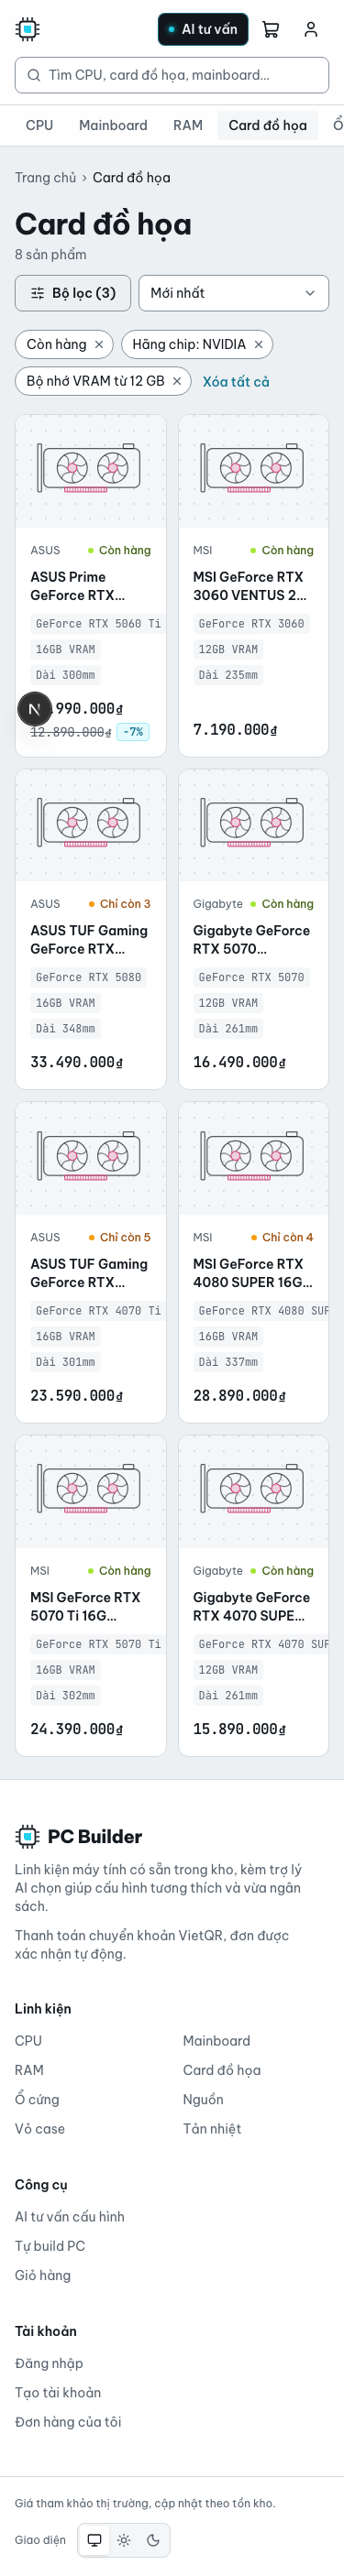 AI tư vấn
Tìm CPU, card đồ họa, mainboard...
CPU Mainboard RAM Card đồ họa Ổ
Trang chủ > Card đồ họa
Card đồ họa
8 sản phẩm
Bộ lọc (3) Mới nhất
Còn hàng × Hãng chip: NVIDIA ×
Bộ nhớ VRAM từ 12 GB × Xóa tất cả
ASUS Còn hàng
ASUS Prime
GeForce RTX...
GeForce RTX 5060 Ti
16GB VRAM
Dài 300mm
.990.000₫
12.890.000₫ -7%
MSI Còn hàng
MSI GeForce RTX
3060 VENTUS 2...
GeForce RTX 3060
12GB VRAM
Dài 235mm
7.190.000₫
ASUS Chỉ còn 3
ASUS TUF Gaming
GeForce RTX...
GeForce RTX 5080
16GB VRAM
Dài 348mm
33.490.000₫
Gigabyte Còn hàng
Gigabyte GeForce
RTX 5070...
GeForce RTX 5070
12GB VRAM
Dài 261mm
16.490.000₫
ASUS Chỉ còn 5
ASUS TUF Gaming
GeForce RTX...
GeForce RTX 4070 Ti
16GB VRAM
Dài 301mm
23.590.000₫
MSI Chỉ còn 4
MSI GeForce RTX
4080 SUPER 16G...
GeForce RTX 4080 SUP
16GB VRAM
Dài 337mm
28.890.000₫
MSI Còn hàng
MSI GeForce RTX
5070 Ti 16G...
GeForce RTX 5070 Ti
16GB VRAM
Dài 302mm
24.390.000₫
Gigabyte Còn hàng
Gigabyte GeForce
RTX 4070 SUPE...
GeForce RTX 4070 SUP
12GB VRAM
Dài 261mm
15.890.000₫
PC Builder
Linh kiện máy tính có sẵn trong kho, kèm trợ lý
AI chọn giúp cấu hình tương thích và vừa ngân
sách.
Thanh toán chuyển khoản VietQR, đơn được
xác nhận tự động.
Linh kiện
CPU Mainboard
RAM Card đồ họa
Ổ cứng Nguồn
Vỏ case Tản nhiệt
Công cụ
AI tư vấn cấu hình
Tự build PC
Giỏ hàng
Tài khoản
Đăng nhập
Tạo tài khoản
Đơn hàng của tôi
Giá tham khảo thị trường, cập nhật theo tồn kho.
Giao diện